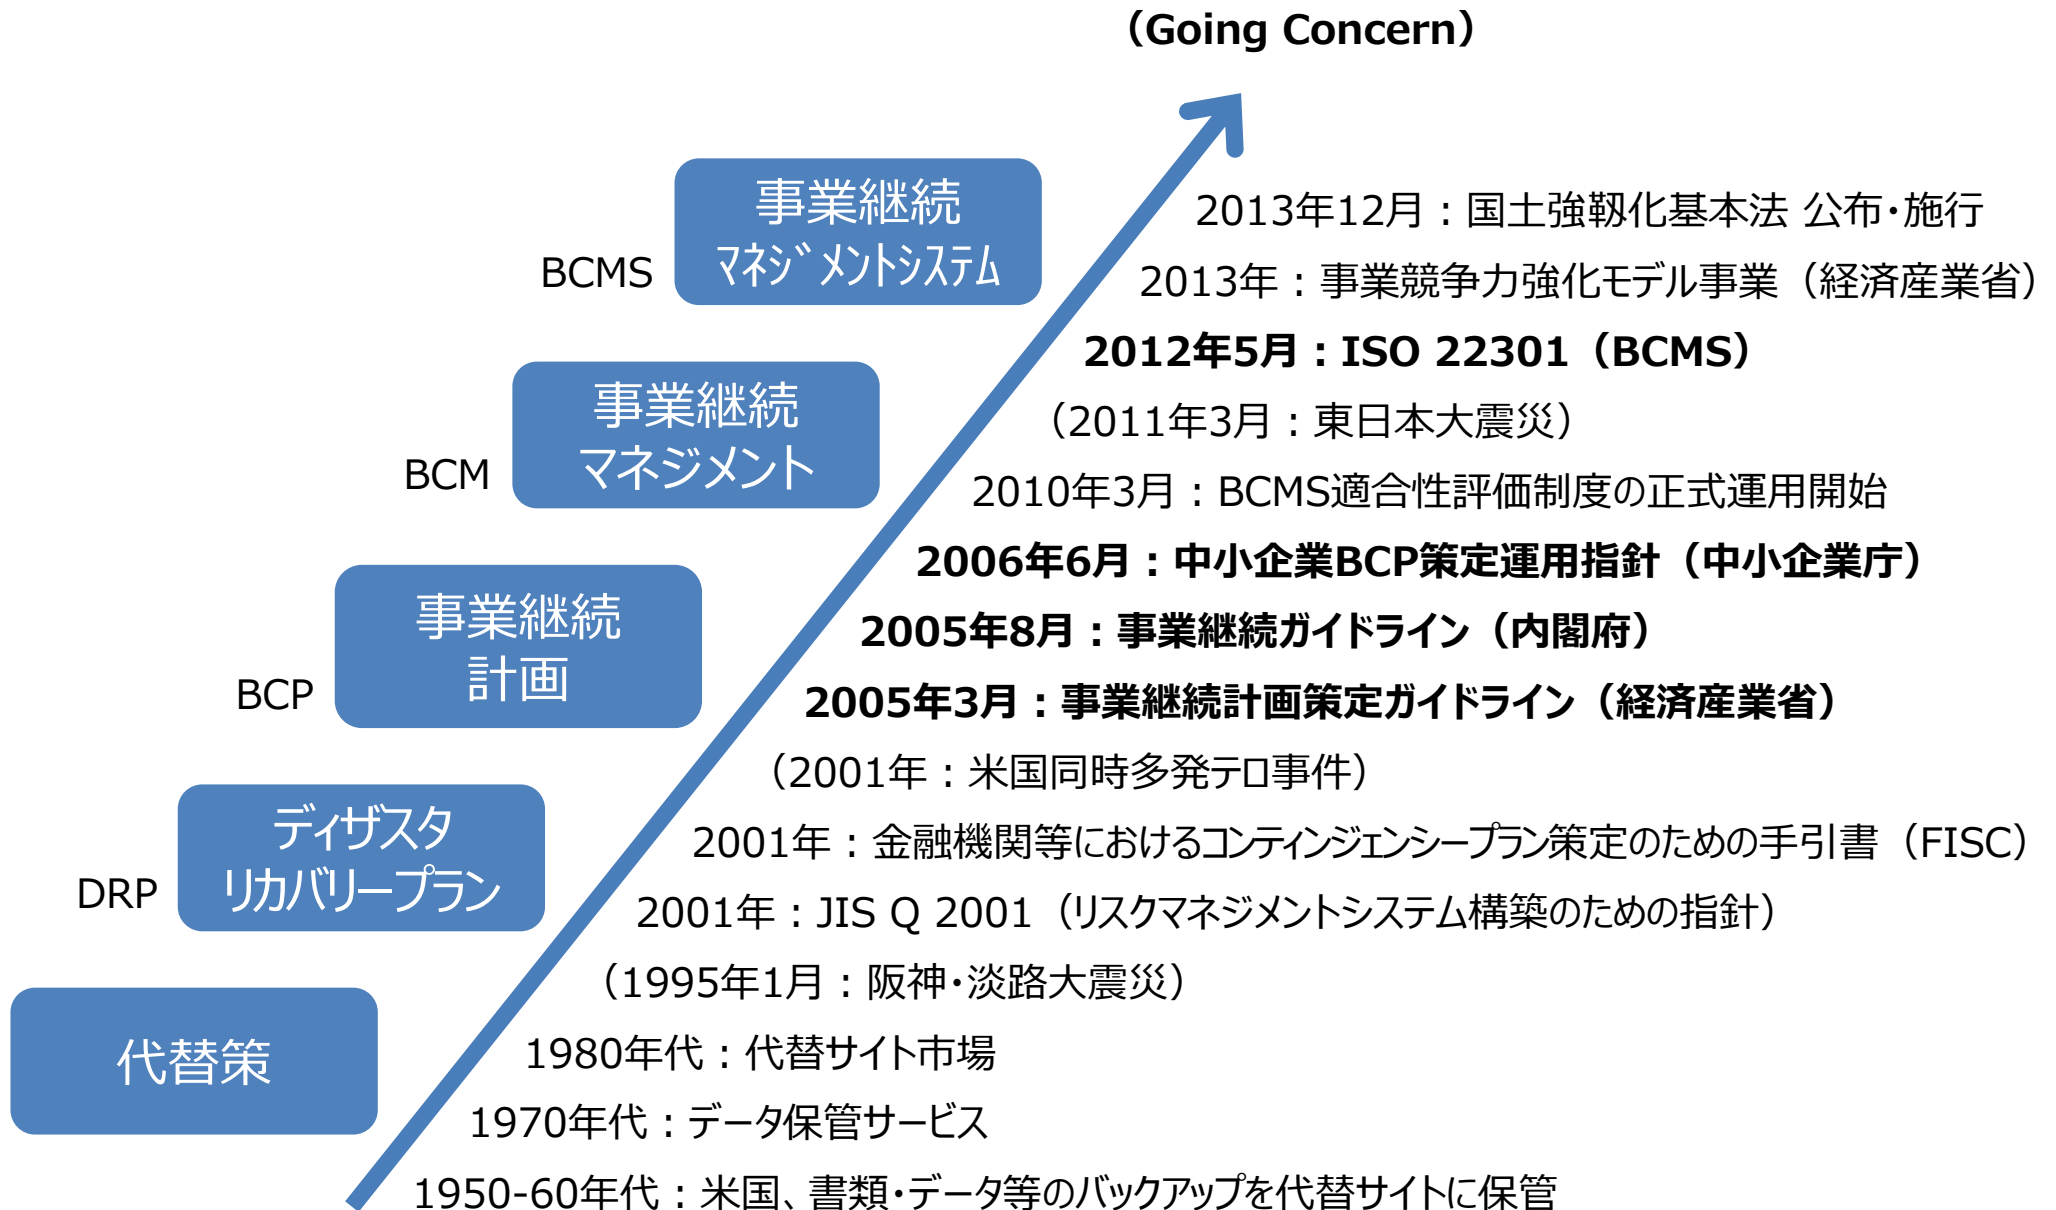 （Going Concern）
事業継続
ﾏﾈｼﾞﾒﾝﾄｼｽﾃﾑ
BCMS
事業継続
マネジメント
BCM
事業継続
計画
BCP
ディザスタ
リカバリープラン
DRP
代替策
2013年12月：国土強靱化基本法 公布・施行
2013年：事業競争力強化モデル事業（経済産業省）
2012年5月：ISO 22301（BCMS）
（2011年3月：東日本大震災）
2010年3月：BCMS適合性評価制度の正式運用開始
2006年6月：中小企業BCP策定運用指針（中小企業庁）
2005年8月：事業継続ガイドライン（内閣府）
2005年3月：事業継続計画策定ガイドライン（経済産業省）
（2001年：米国同時多発テロ事件）
2001年：金融機関等におけるコンティンジェンシープラン策定のための手引書（FISC）
2001年：JIS Q 2001（リスクマネジメントシステム構築のための指針）
（1995年1月：阪神・淡路大震災）
1980年代：代替サイト市場
1970年代：データ保管サービス
1950-60年代：米国、書類・データ等のバックアップを代替サイトに保管